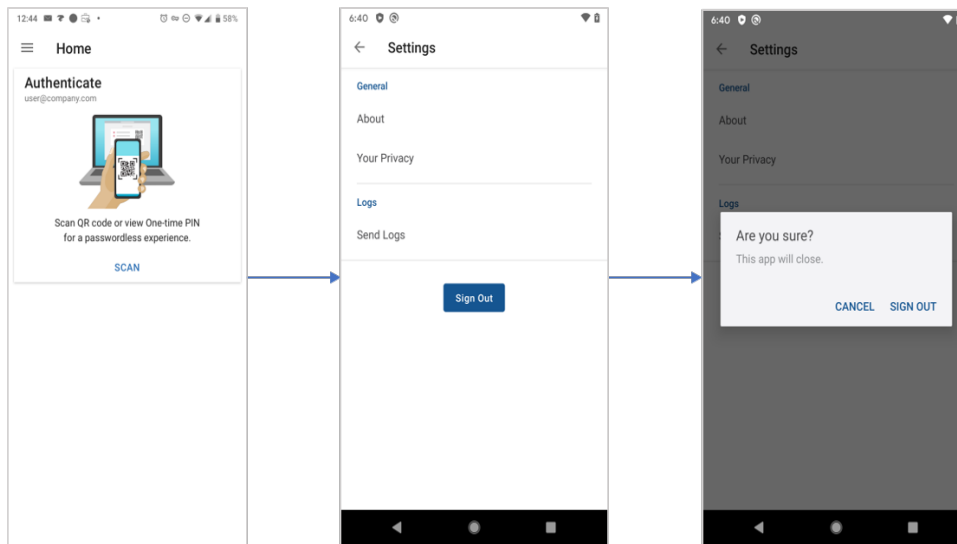 12:44
58%
Home
Authenticate
user@company.com
Scan QR code or view One-time PIN
for a passwordless experience.
SCAN
6:40
Settings
General
About
Your Privacy
Logs
Send Logs
Sign Out
6:40
Settings
General
About
Your Privacy
Logs
Are you sure?
This app will close.
CANCEL SIGN OUT